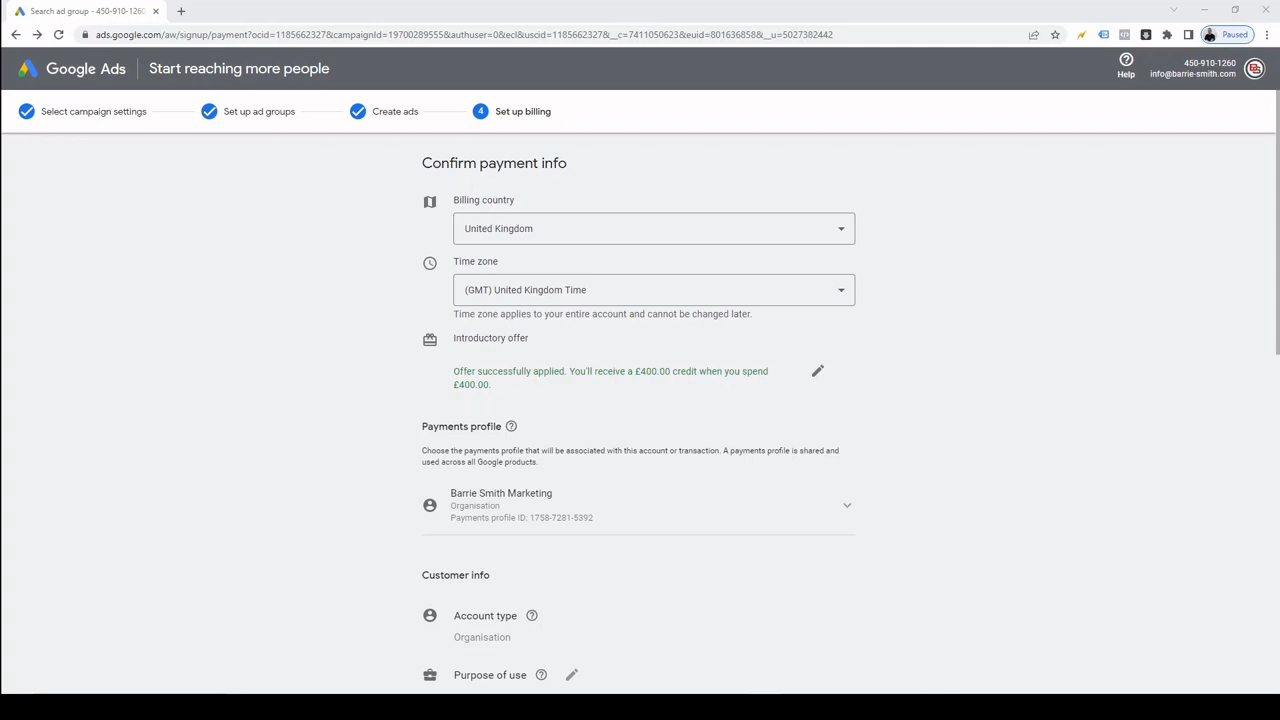 Search ad group - 450-910-1260
ads.google.com/aw/signup/payment?ocid=1185662327&campaignId=19700289555&authuser=0&gid&uscid=1185662327&__c=7411050623&euid=801636858&__u=5027382442
Paused
Google Ads
Start reaching more people
Help
450-910-1260
info@barrie-smith.com
Select campaign settings
Set up ad groups
Create ads
4
Set up billing
Confirm payment info
Billing country
United Kingdom
Time zone
(GMT) United Kingdom Time
Time zone applies to your entire account and cannot be changed later.
Introductory offer
Offer successfully applied. You'll receive a £400.00 credit when you spend
£400.00.
Payments profile
Choose the payments profile that will be associated with this account or transaction. A payments profile is shared and
used across all Google products.
Barrie Smith Marketing
Organisation
Payments profile ID: 1758-7281-5392
Customer info
Account type
Organisation
Purpose of use